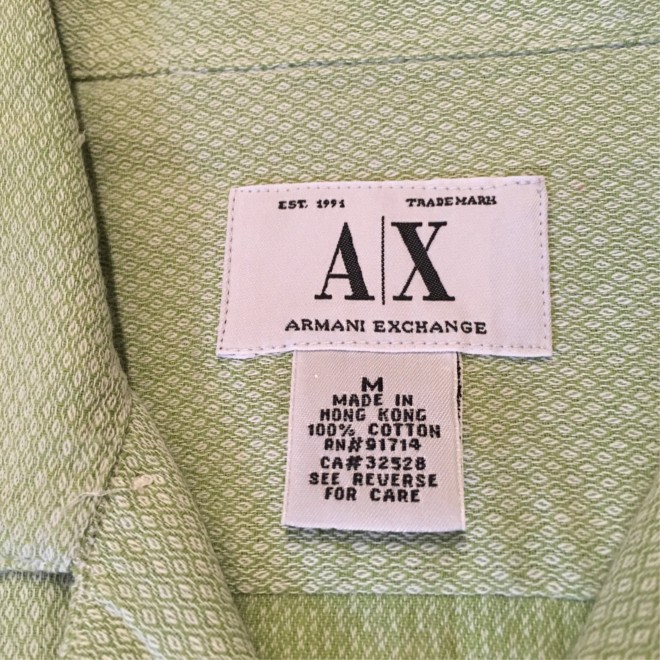 EST. 1991 TRADEMARK
A|X
ARMANI EXCHANGE
M
MADE IN
HONG KONG
100% COTTON
RN#91714
CA#32528
SEE REVERSE
FOR CARE